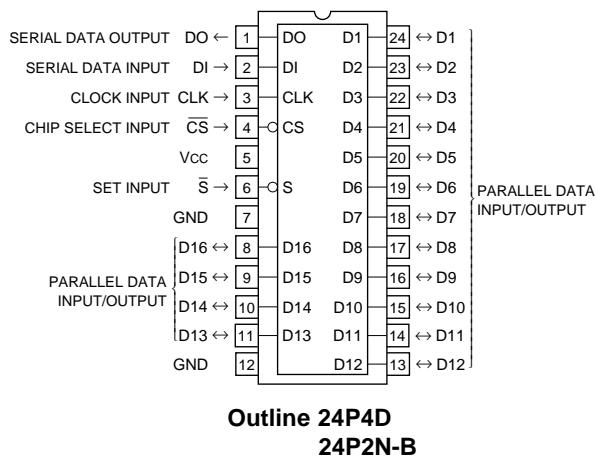 SERIAL DATA OUTPUT DO ← 1 DO D1 24 ↔ D1
SERIAL DATA INPUT DI → 2 DI D2 23 ↔ D2
CLOCK INPUT CLK → 3 CLK D3 22 ↔ D3
CHIP SELECT INPUT C̅S̅ → 4 CS D4 21 ↔ D4
VCC 5 D5 20 ↔ D5
SET INPUT S̅ → 6 S D6 19 ↔ D6
GND 7 D7 18 ↔ D7
D16 ↔ 8 D16 D8 17 ↔ D8
D15 ↔ 9 D15 D9 16 ↔ D9
D14 ↔ 10 D14 D10 15 ↔ D10
D13 ↔ 11 D13 D11 14 ↔ D11
GND 12 D12 13 ↔ D12
PARALLEL DATA
INPUT/OUTPUT
PARALLEL DATA
INPUT/OUTPUT
Outline 24P4D
24P2N-B